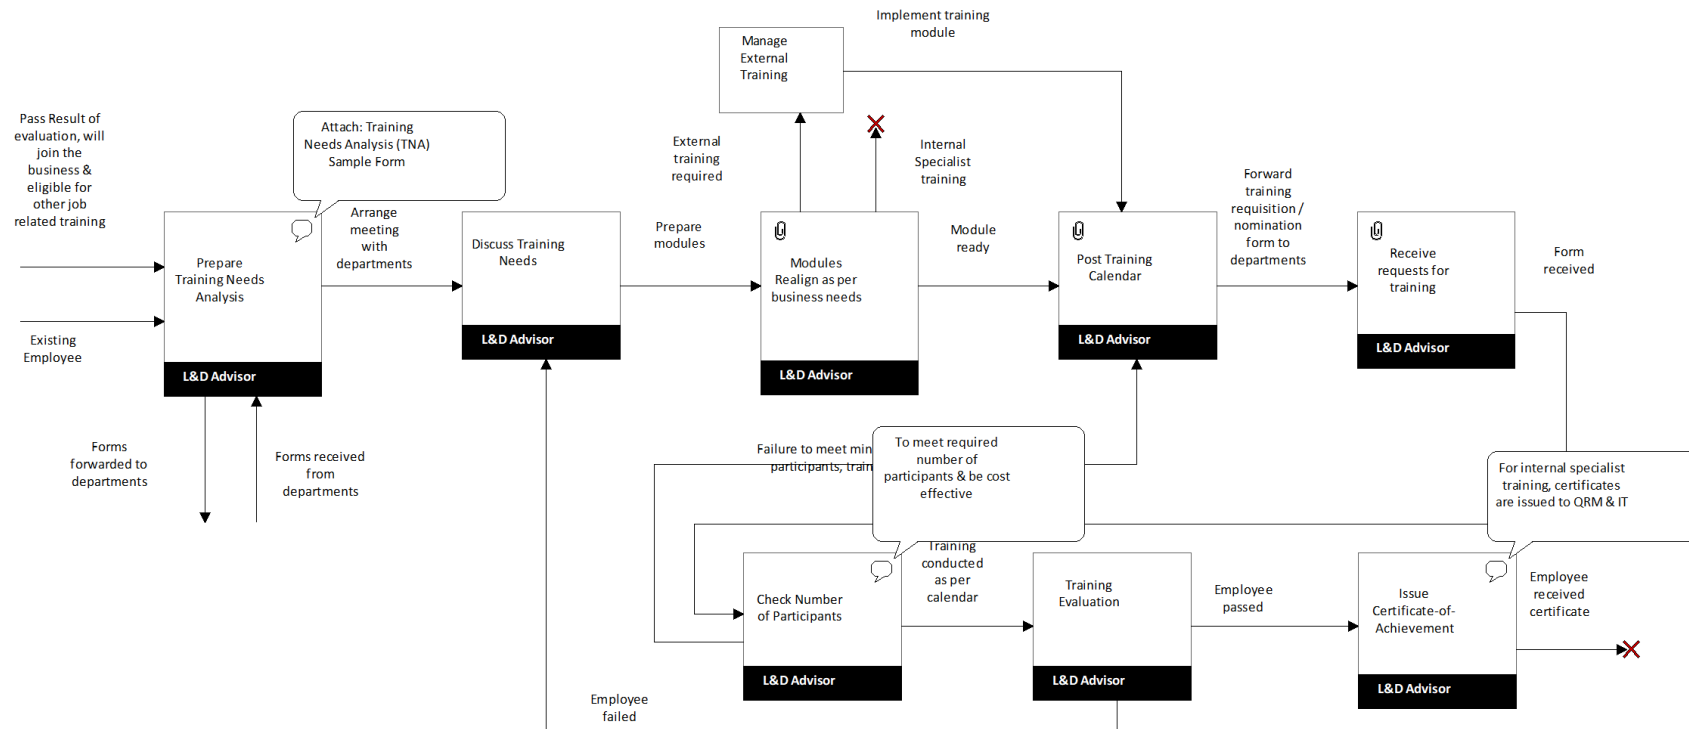 Implement training
module
Manage
External
Training
Pass Result of
evaluation, will
join the
business &
eligible for
other job
related training
Attach: Training
Needs Analysis (TNA)
Sample Form
External
training
required
Internal
Specialist
training
Arrange
meeting
with
departments
Prepare
modules
Module
ready
Forward
training
requisition /
nomination
form to
departments
Form
received
Prepare
Training Needs
Analysis
L&D Advisor
Discuss Training
Needs
L&D Advisor
Modules
Realign as per
business needs
L&D Advisor
Post Training
Calendar
L&D Advisor
Receive
requests for
training
L&D Advisor
Existing
Employee
Forms
forwarded to
departments
Forms received
from
departments
Failure to meet
participants,
To meet required
number of
participants & be cost
effective
For internal specialist
training, certificates
are issued to QRM & IT
Check Number
of Participants
L&D Advisor
Training
conducted
as per
calendar
Training
Evaluation
L&D Advisor
Employee
passed
Issue
Certificate-of-
Achievement
L&D Advisor
Employee
received
certificate
Employee
failed